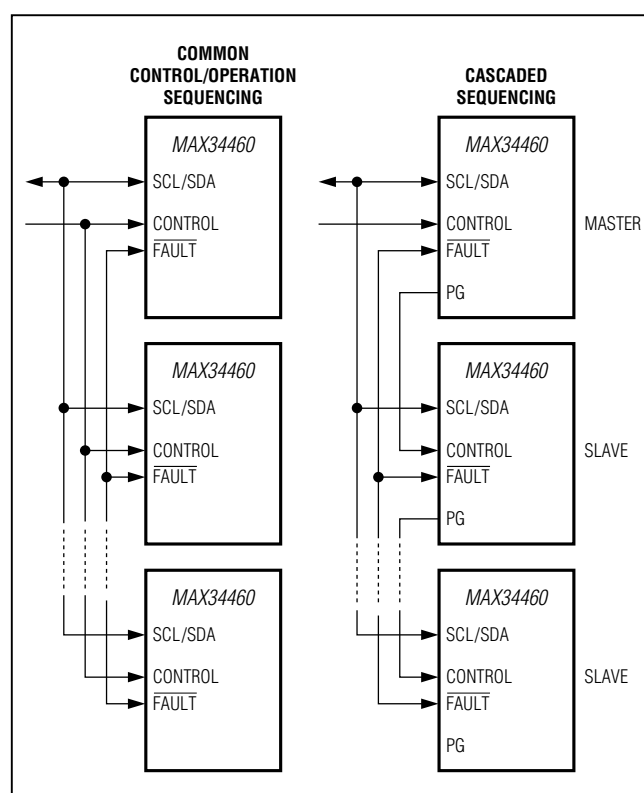 COMMON
CONTROL/OPERATION
SEQUENCING
MAX34460
SCL/SDA
CONTROL
FAULT
MAX34460
SCL/SDA
CONTROL
FAULT
MAX34460
SCL/SDA
CONTROL
FAULT
CASCADED
SEQUENCING
MAX34460
SCL/SDA
CONTROL
FAULT
PG
MASTER
MAX34460
SCL/SDA
CONTROL
FAULT
PG
SLAVE
MAX34460
SCL/SDA
CONTROL
FAULT
PG
SLAVE